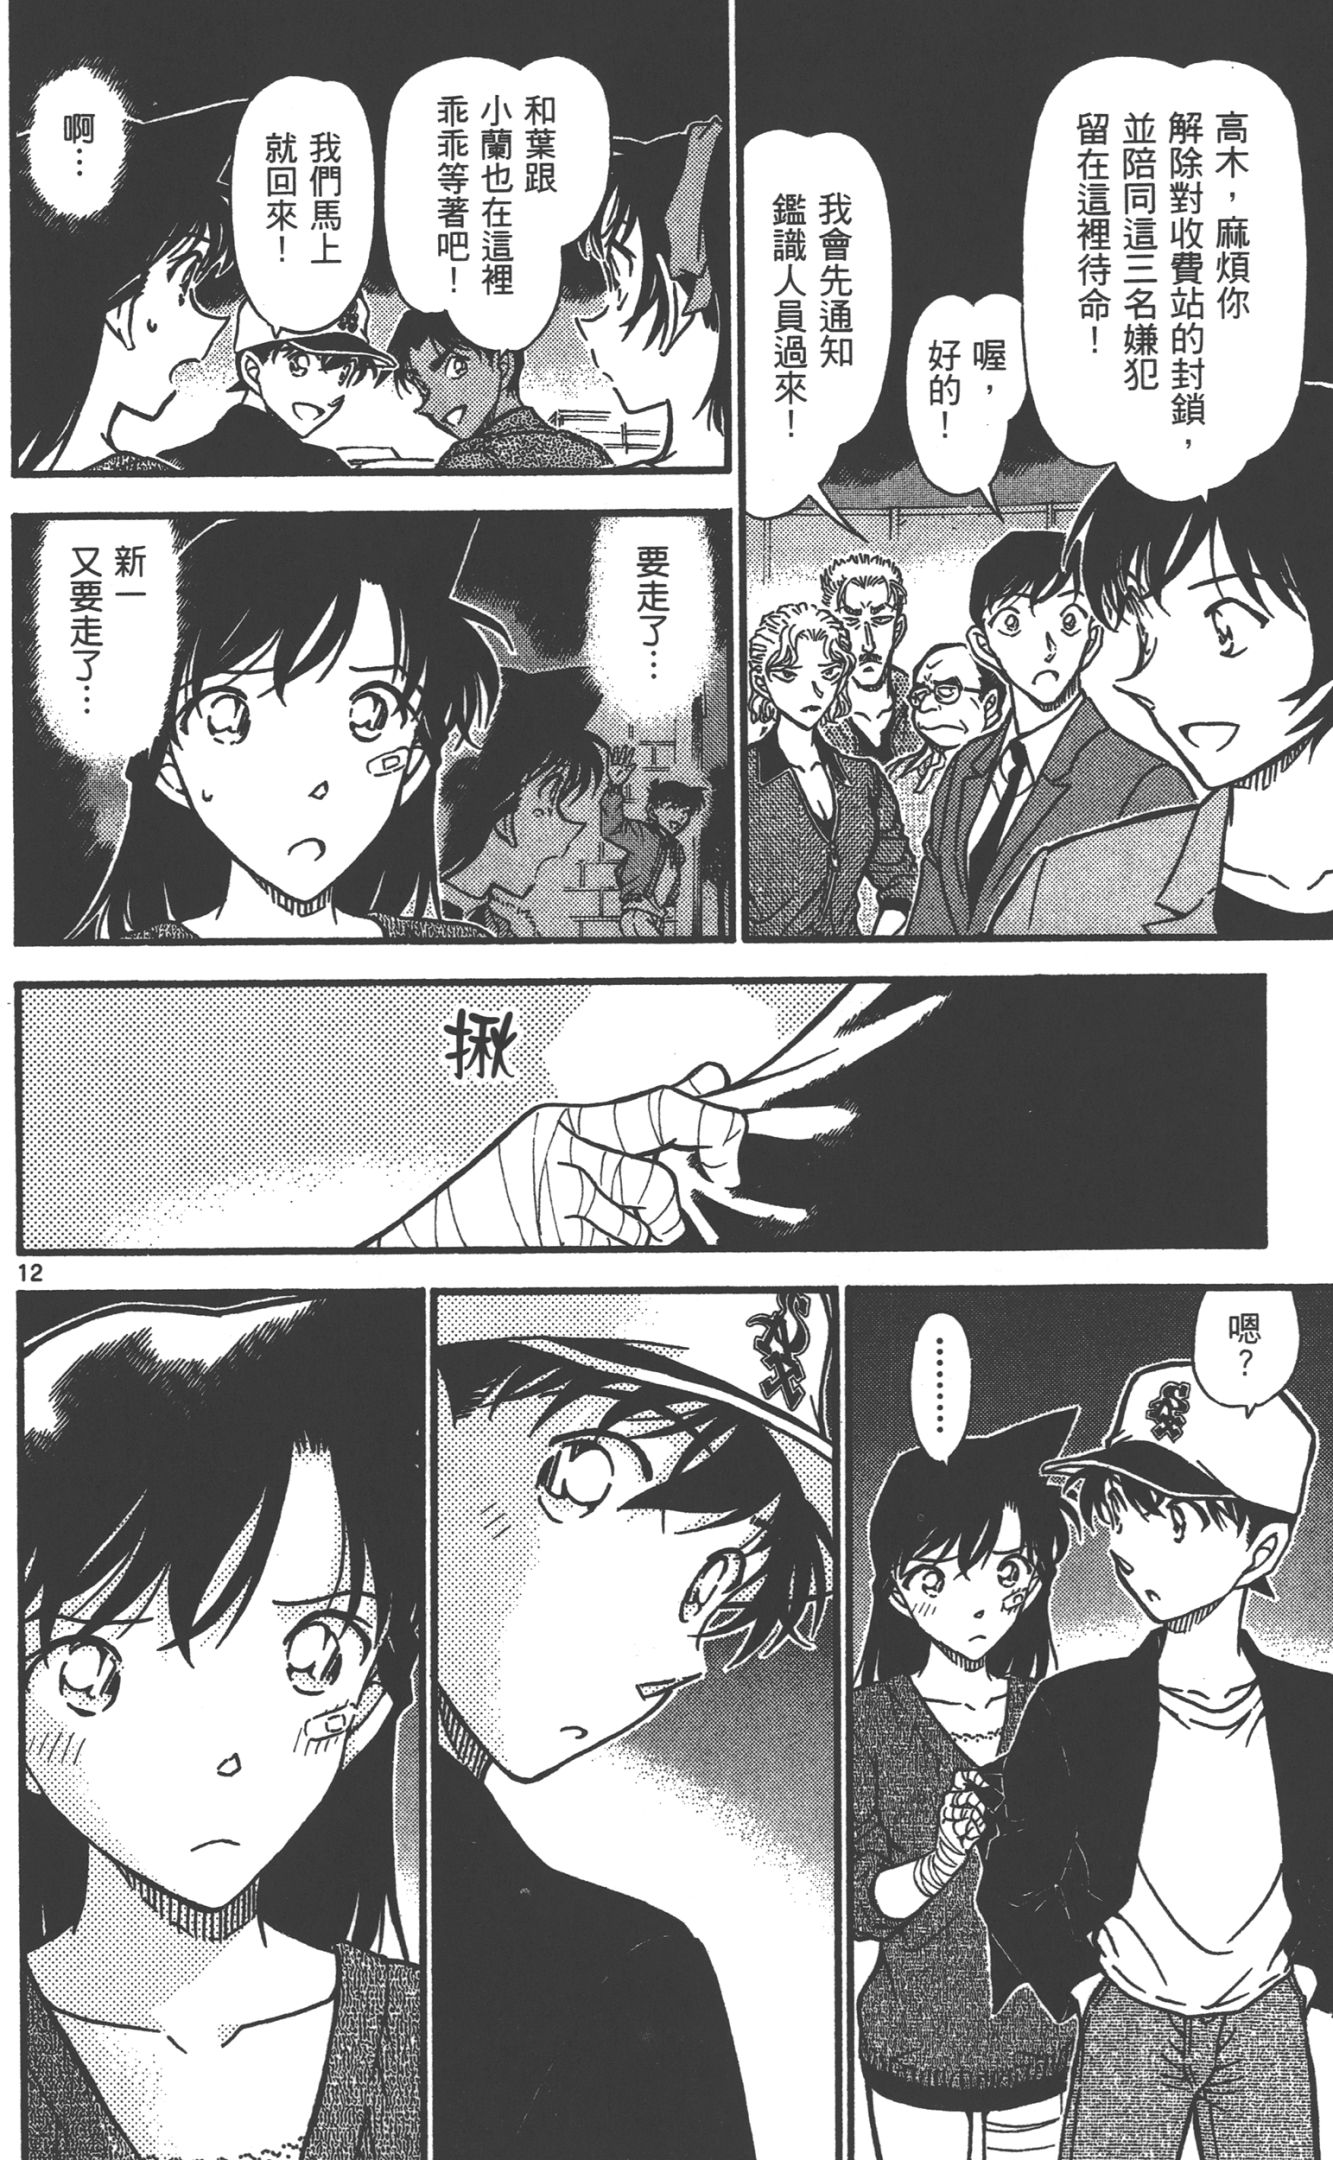 高木，麻煩你
解除對收費站的封鎖，
並陪同這三名嫌犯
留在這裡待命！
喔，
好的！
我會先通知
鑑識人員過來！
和葉跟
小蘭也在這裡
乖乖等著吧！
我們馬上
就回來！
啊…
要走了…
新一
又要走了…
揪
12
嗯？
………
SAX
SAX